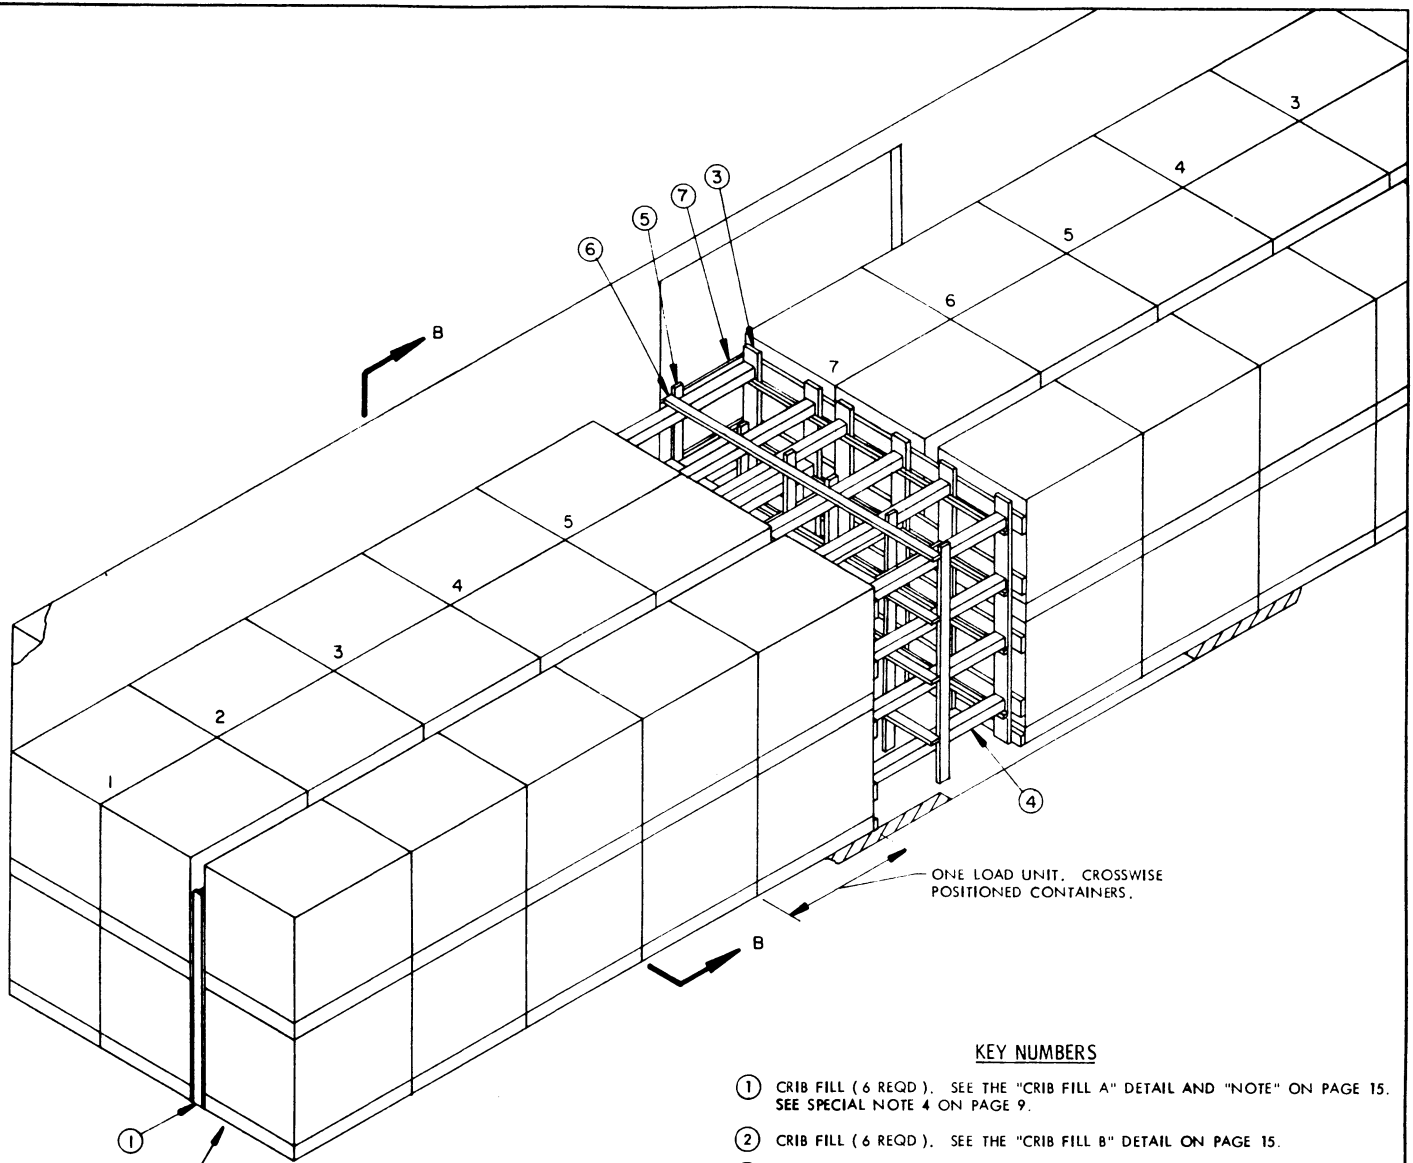 3
4
5
6
7
③
⑦
⑤
⑥
B
5
4
3
2
1
④
ONE LOAD UNIT, CROSSWISE
POSITIONED CONTAINERS.
B
①
KEY NUMBERS
① CRIB FILL ( 6 REQD ). SEE THE "CRIB FILL A" DETAIL AND "NOTE" ON PAGE 15.
SEE SPECIAL NOTE 4 ON PAGE 9.
② CRIB FILL ( 6 REQD ). SEE THE "CRIB FILL B" DETAIL ON PAGE 15.